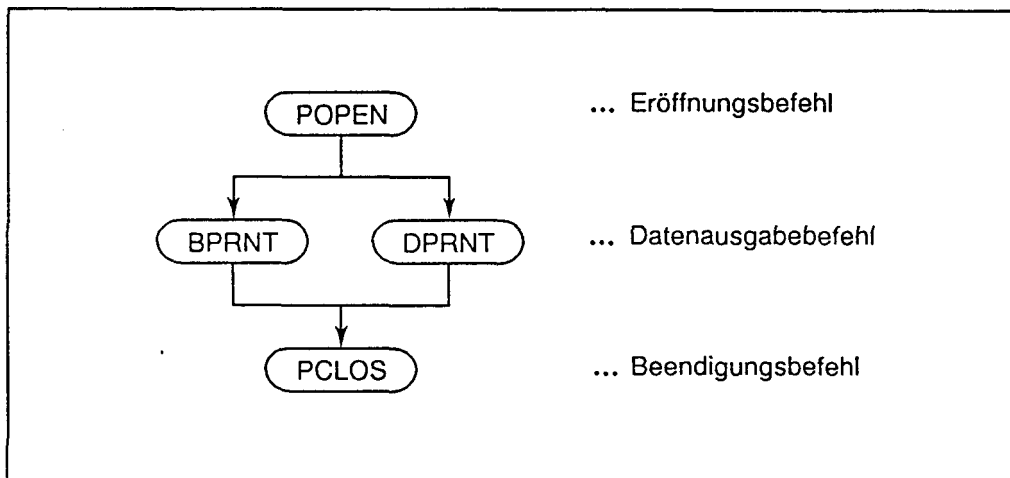 POPEN ... Eröffnungsbefehl
BPRNT DPRNT ... Datenausgabebefehl
PCLOS ... Beendigungsbefehl